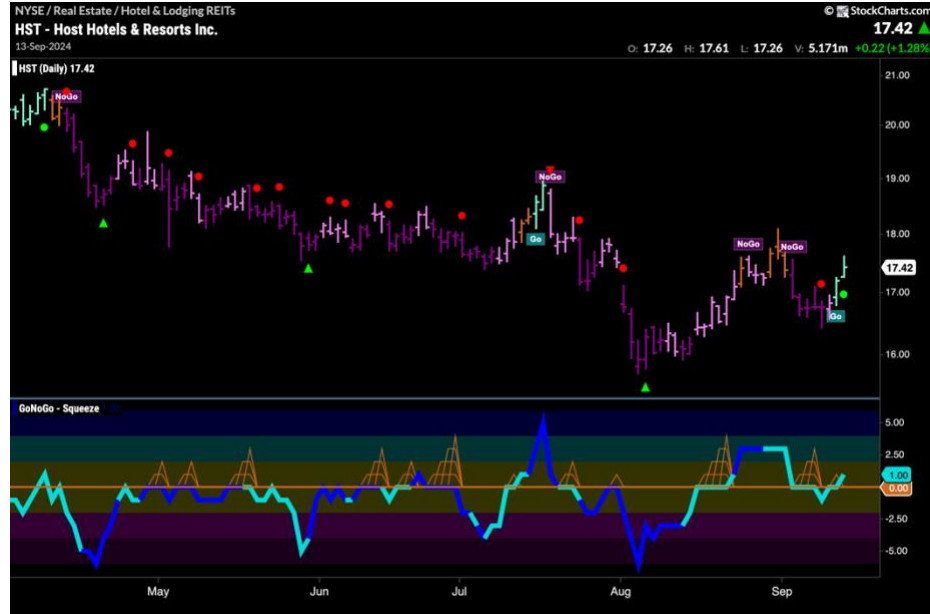 NYSE / Real Estate / Hotel & Lodging REITs © StockCharts.com
HST - Host Hotels & Resorts Inc. 17.42
13-Sep-2024 O: 17.26 H: 17.61 L: 17.26 V: 5.171m +0.22 (+1.28%
HST (Daily) 17.42
21.00
NoGo
20.00
NoGo
19.00
Go
18.00
NoGo NoGo
17.42
17.00
Go
16.00
GoNoGo - Squeeze
5.00
2.50
1.00
0.00
-2.50
-5.00
May Jun Jul Aug Sep